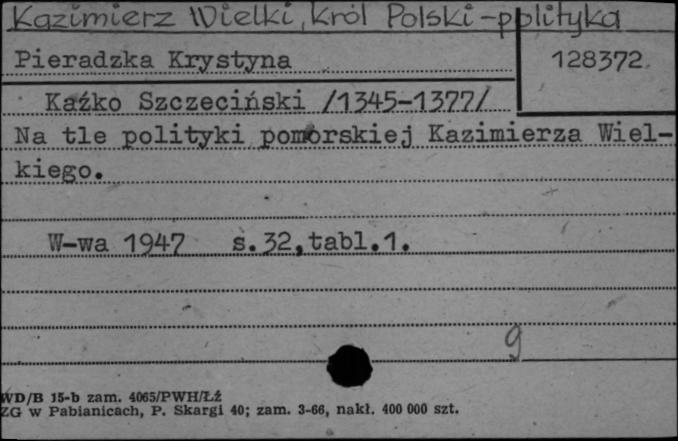 Kazimierz Wielki, król Polski-polityka
Pieradzka Krystyna
128372
Kaźko Szczeciński /1345-1377/
Na tle polityki pomorskiej Kazimierza Wiel-
kiego.
W-wa 1947 s.32,tabl.1.
9
WD/B 15-b zam. 4065/PWH/Łź
ZG w Pabianicach, P. Skargi 40; zam. 3-66, nakł. 400 000 szt.